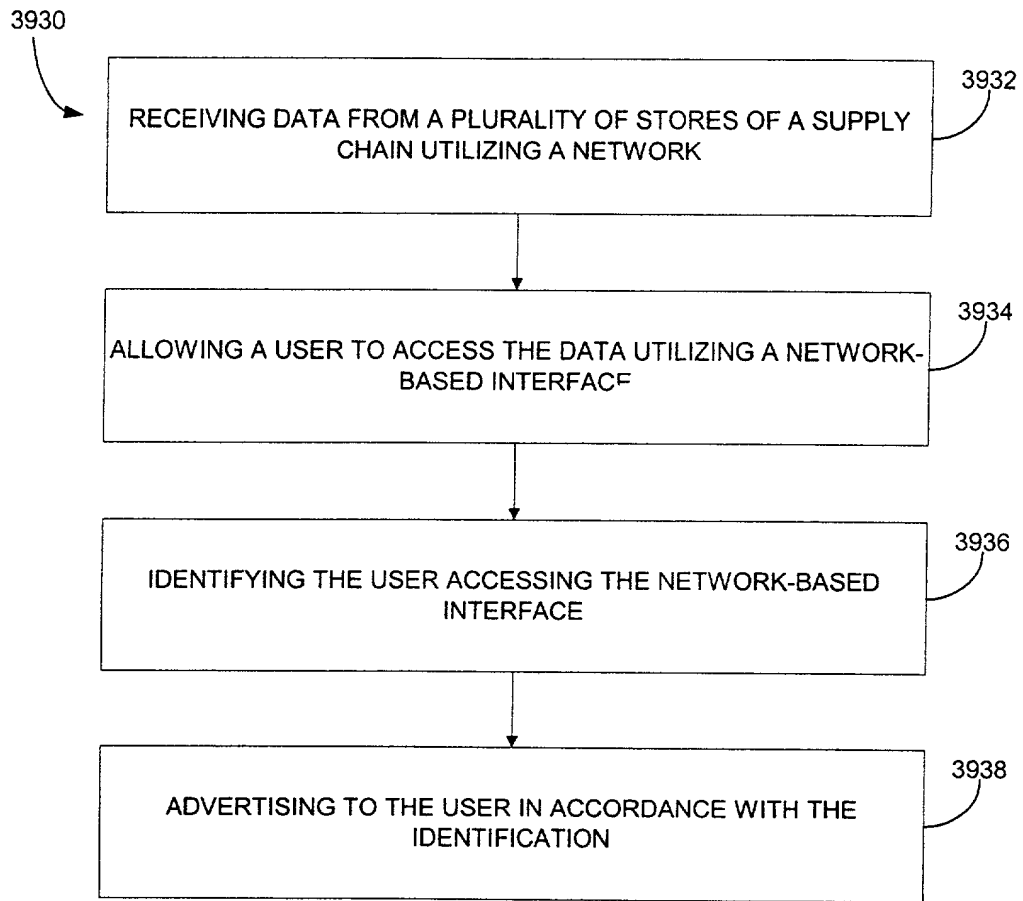 3930
3932
RECEIVING DATA FROM A PLURALITY OF STORES OF A SUPPLY
CHAIN UTILIZING A NETWORK
3934
ALLOWING A USER TO ACCESS THE DATA UTILIZING A NETWORK-
BASED INTERFACE
3936
IDENTIFYING THE USER ACCESSING THE NETWORK-BASED
INTERFACE
3938
ADVERTISING TO THE USER IN ACCORDANCE WITH THE
IDENTIFICATION